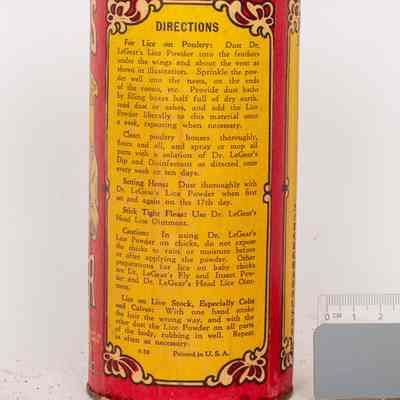 DIRECTIONS
For Lice on Poultry: Dust Dr.
LeGear's Lice Powder into the feathers
under the wings and about the vent as
shown in illustration. Sprinkle the pow-
der well into the nests, on the ends
of the roosts, etc. Provide dust baths
by filling boxes half full of dry earth,
road dust or ashes, and add the Lice
Powder liberally to this material once
a week, repeating when necessary.
Clean poultry houses thoroughly,
floors and all, and spray or mop all
parts with a solution of Dr. LeGear's
Dip and Disinfectant as directed once
every week or ten days.
Setting Hens: Dust thoroughly with
Dr. LeGear's Lice Powder when first
set and again on the 17th day.
Stick Tight Fleas: Use Dr. LeGear's
Head Lice Ointment.
Caution: In using Dr. LeGear's
Lice Powder on chicks, do not expose
the chicks to rain or moisture before
or after applying the powder. Other
preparations for lice on baby chicks
are Dr. LeGear's Fly and Insect Pow-
der and Dr. LeGear's Head Lice Oint-
ment.
Lice on Live Stock, Especially Colts
and Calves: With one hand stroke
the hair the wrong way, and with the
other dust the Lice Powder on all parts
of the body, rubbing in well. Repeat
as often as necessary.
Printed in U. S. A.
0 1 2
CM